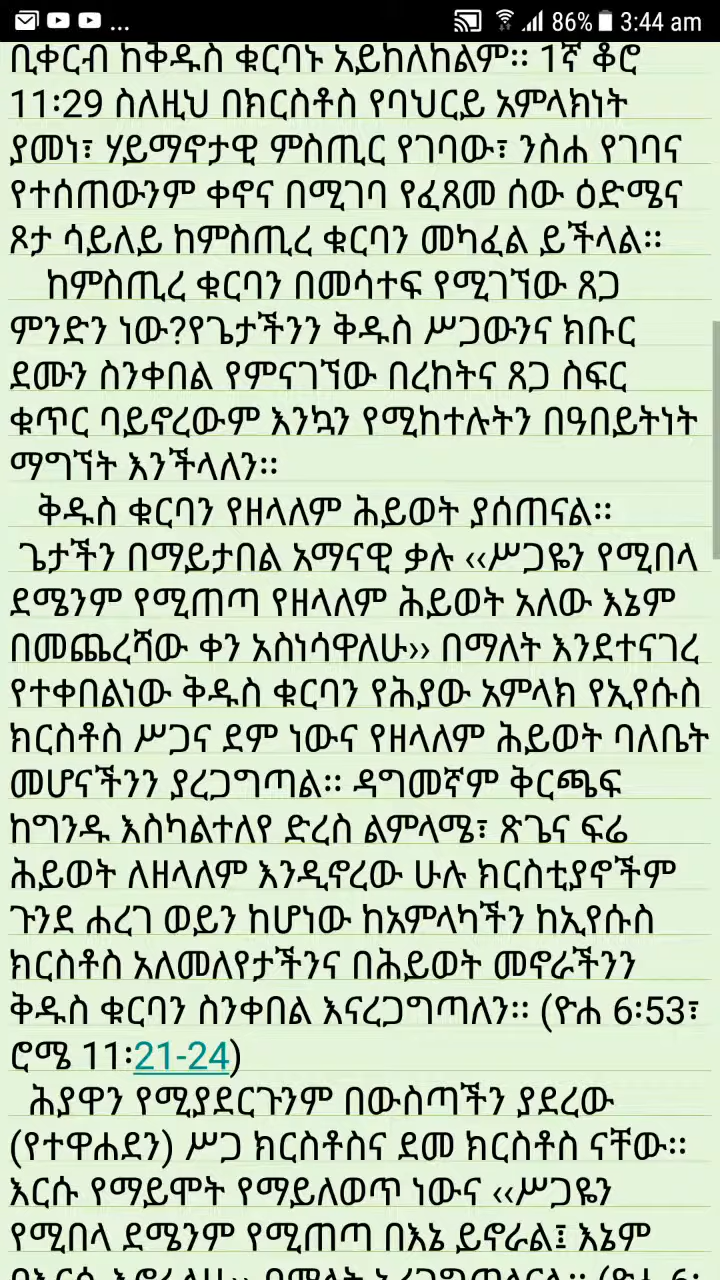 ... 86% 3:44 am
ቢቀርብ ከቅዱስ ቁርባኑ አይከለከልም። 1ኛ ቆሮ
11፡29 ስለዚህ በክርስቶስ የባህርይ አምላክነት
ያመነ፣ ሃይማኖታዊ ምስጢር የገባው፣ ንስሐ የገባና
የተሰጠውንም ቀኖና በሚገባ የፈጸመ ሰው ዕድሜና
ጾታ ሳይለይ ከምስጢረ ቁርባን መካፈል ይችላል።
ከምስጢረ ቁርባን በመሳተፍ የሚገኘው ጸጋ
ምንድን ነው?የጌታችንን ቅዱስ ሥጋውንና ክቡር
ደሙን ስንቀበል የምናገኘው በረከትና ጸጋ ስፍር
ቁጥር ባይኖረውም እንኳን የሚከተሉትን በዓበይትነት
ማግኘት እንችላለን።
ቅዱስ ቁርባን የዘላለም ሕይወት ያሰጠናል።
ጌታችን በማይታበል አማናዊ ቃሉ ‹‹ሥጋዬን የሚበላ
ደሜንም የሚጠጣ የዘላለም ሕይወት አለው እኔም
በመጨረሻው ቀን አስነሳዋለሁ›› በማለት እንደተናገረ
የተቀበልነው ቅዱስ ቁርባን የሕያው አምላክ የኢየሱስ
ክርስቶስ ሥጋና ደም ነውና የዘላለም ሕይወት ባለቤት
መሆናችንን ያረጋግጣል። ዳግመኛም ቅርጫፍ
ከግንዱ እስካልተለየ ድረስ ልምላሜ፣ ጽጌና ፍሬ
ሕይወት ለዘላለም እንዲኖረው ሁሉ ክርስቲያኖችም
ጉንደ ሐረገ ወይን ከሆነው ከአምላካችን ከኢየሱስ
ክርስቶስ አለመለየታችንና በሕይወት መኖራችንን
ቅዱስ ቁርባን ስንቀበል እናረጋግጣለን። (ዮሐ 6፡53፣
ሮሜ 11፡21-24)
ሕያዋን የሚያደርጉንም በውስጣችን ያደረው
(የተዋሐደን) ሥጋ ክርስቶስና ደመ ክርስቶስ ናቸው።
እርሱ የማይሞት የማይለወጥ ነውና ‹‹ሥጋዬን
የሚበላ ደሜንም የሚጠጣ በእኔ ይኖራል፤ እኔም